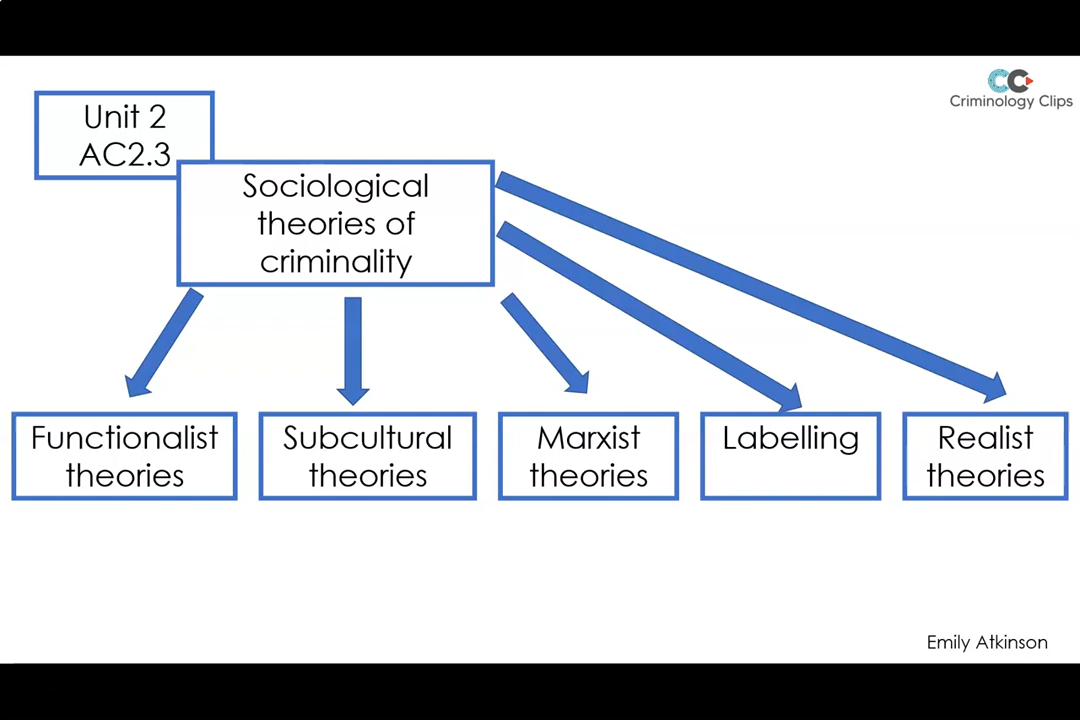 Unit 2
AC2.3
CC
Criminology Clips
Sociological
theories of
criminality
Functionalist
theories
Subcultural
theories
Marxist
theories
Labelling
Realist
theories
Emily Atkinson